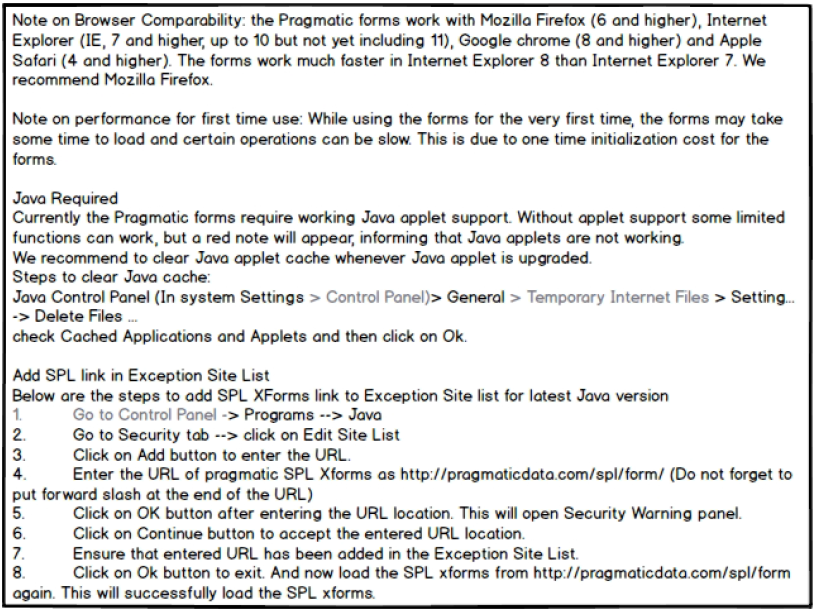 Note on Browser Comparability: the Pragmatic forms work with Mozilla Firefox (6 and higher), Internet
Explorer (IE, 7 and higher, up to 10 but not yet including 11), Google chrome (8 and higher) and Apple
Safari (4 and higher). The forms work much faster in Internet Explorer 8 than Internet Explorer 7. We
recommend Mozilla Firefox.
Note on performance for first time use: While using the forms for the very first time, the forms may take
some time to load and certain operations can be slow. This is due to one time initialization cost for the
forms.
Java Required
Currently the Pragmatic forms require working Java applet support. Without applet support some limited
functions can work, but a red note will appear, informing that Java applets are not working.
We recommend to clear Java applet cache whenever Java applet is upgraded.
Steps to clear Java cache:
Java Control Panel (In system Settings > Control Panel)> General > Temporary Internet Files > Setting...
-> Delete Files ...
check Cached Applications and Applets and then click on Ok.
Add SPL link in Exception Site List
Below are the steps to add SPL XForms link to Exception Site list for latest Java version
1. Go to Control Panel -> Programs --> Java
2. Go to Security tab --> click on Edit Site List
3. Click on Add button to enter the URL.
4. Enter the URL of pragmatic SPL Xforms as http://pragmaticdata.com/spl/form/ (Do not forget to
put forward slash at the end of the URL)
5. Click on OK button after entering the URL location. This will open Security Warning panel.
6. Click on Continue button to accept the entered URL location.
7. Ensure that entered URL has been added in the Exception Site List.
8. Click on Ok button to exit. And now load the SPL xforms from http://pragmaticdata.com/spl/form
again. This will successfully load the SPL xforms.